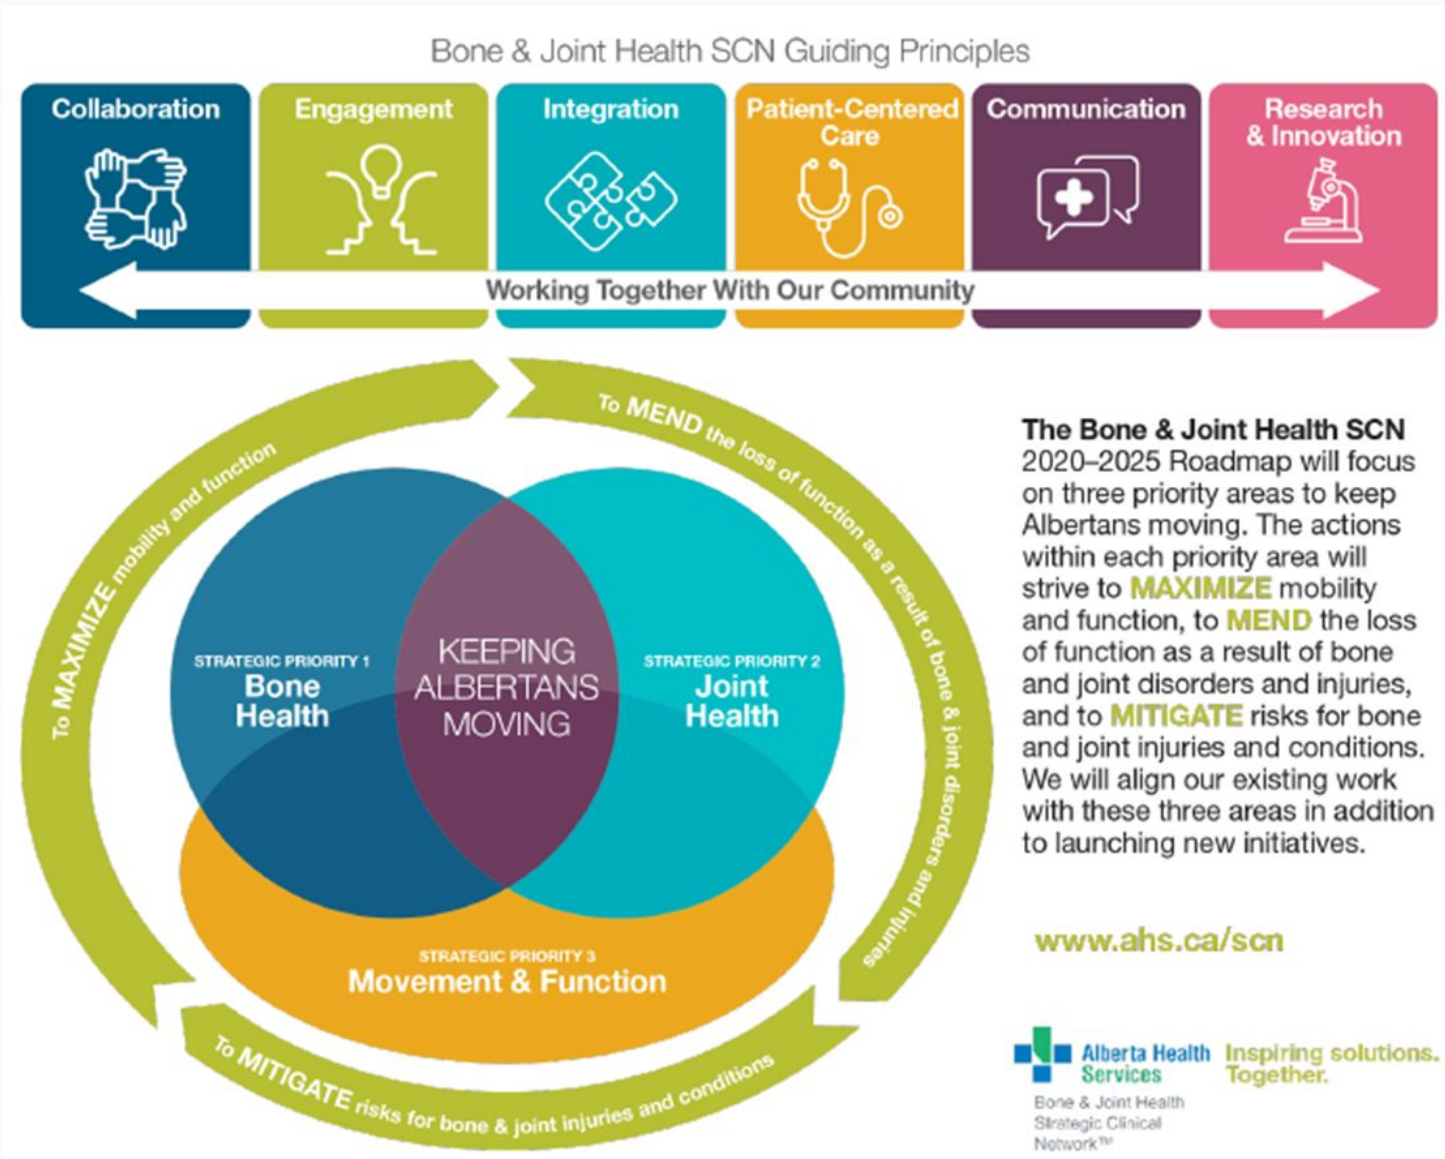 Bone & Joint Health SCN Guiding Principles
Collaboration
Engagement
Integration
Patient-Centered
Care
Communication
Research
& Innovation
Working Together With Our Community
To MAXIMIZE mobility and function
To MEND the loss of function as a result of bone & joint disorders and injuries
STRATEGIC PRIORITY 1
Bone
Health
KEEPING
ALBERTANS
MOVING
STRATEGIC PRIORITY 2
Joint
Health
STRATEGIC PRIORITY 3
Movement & Function
To MITIGATE risks for bone & joint injuries and conditions
The Bone & Joint Health SCN
2020–2025 Roadmap will focus
on three priority areas to keep
Albertans moving. The actions
within each priority area will
strive to MAXIMIZE mobility
and function, to MEND the loss
of function as a result of bone
and joint disorders and injuries,
and to MITIGATE risks for bone
and joint injuries and conditions.
We will align our existing work
with these three areas in addition
to launching new initiatives.
www.ahs.ca/scn
Alberta Health
Services
Inspiring solutions.
Together.
Bone & Joint Health
Strategic Clinical
Network™